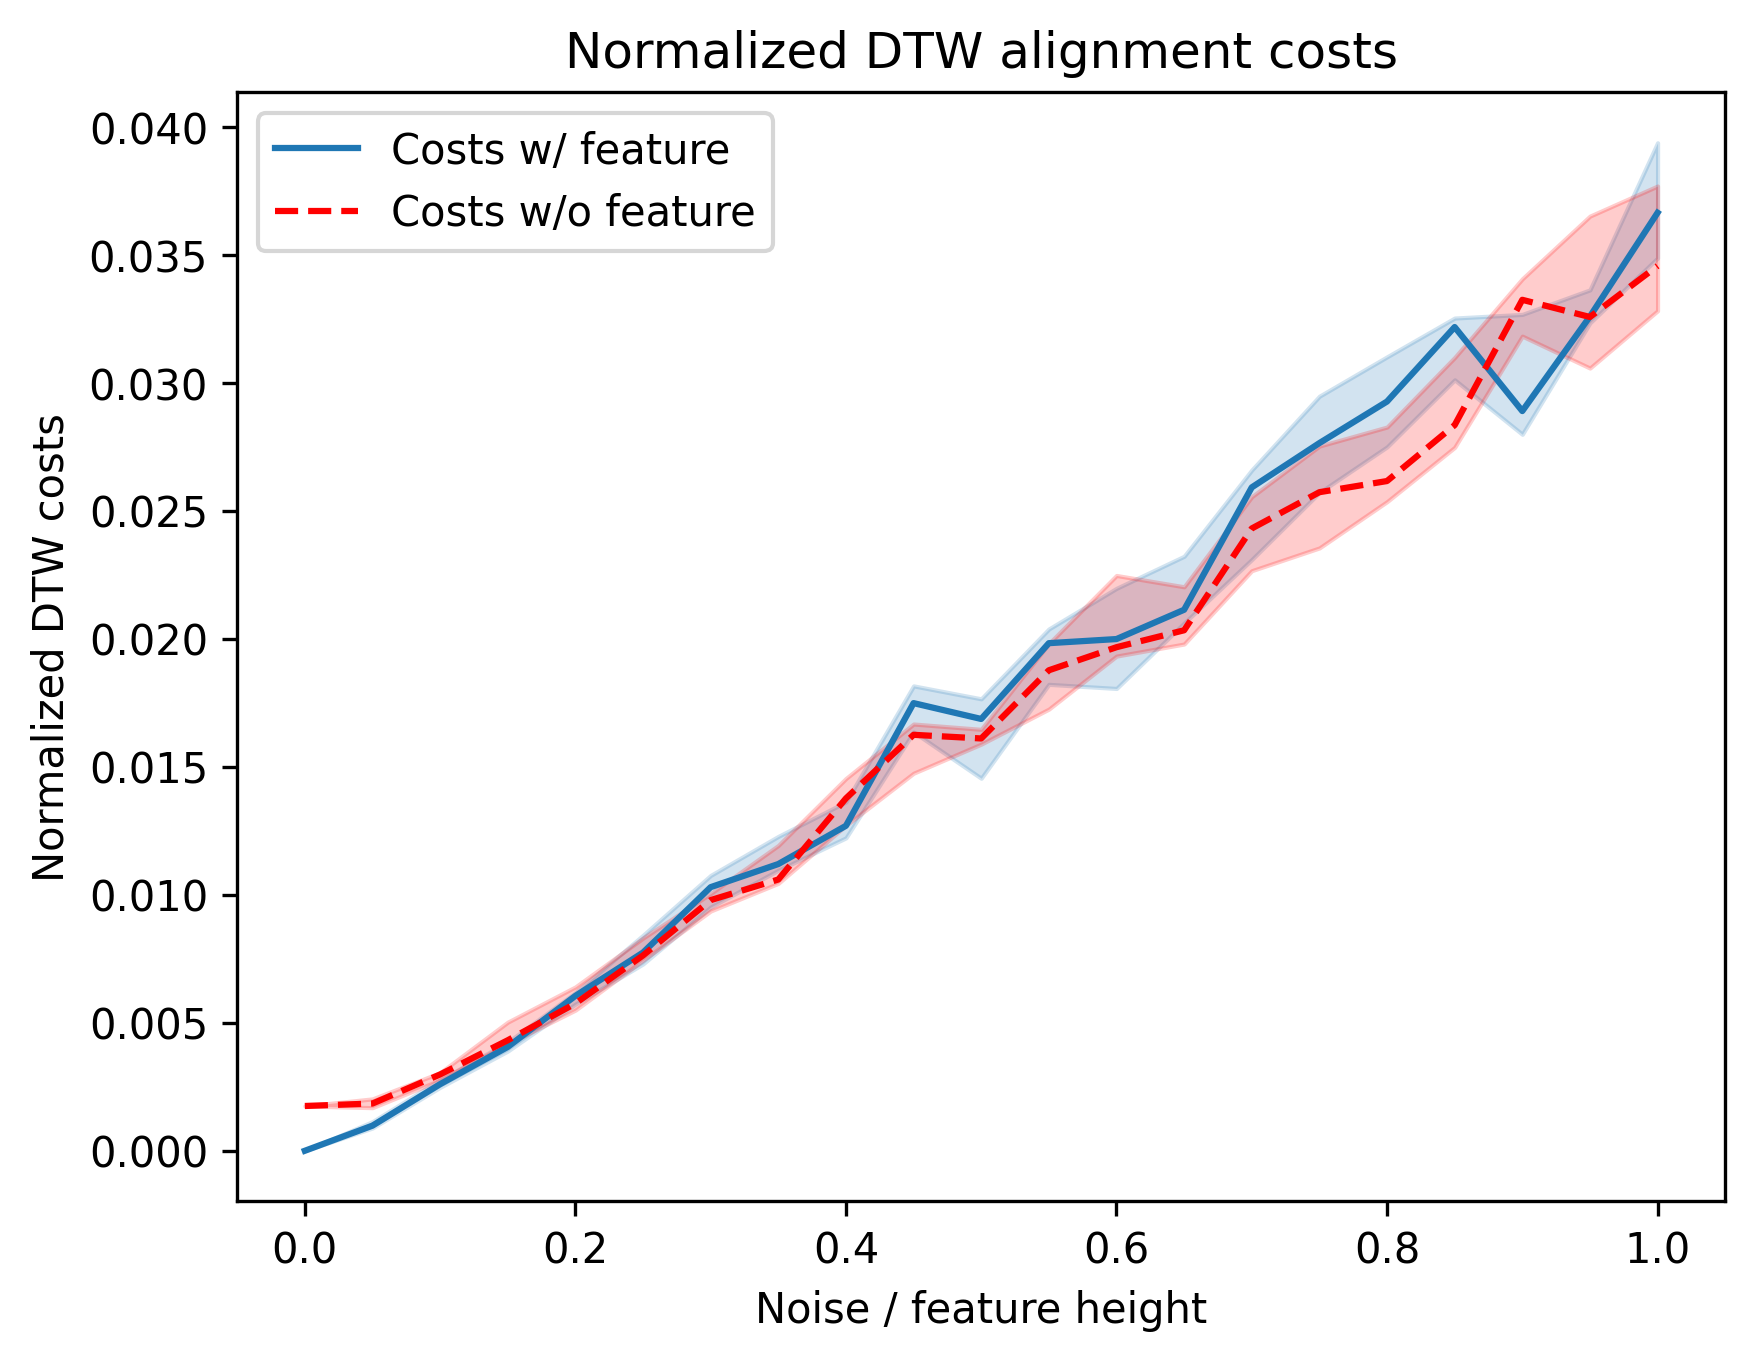 Normalized DTW alignment costs
Costs w/ feature
Costs w/o feature
Normalized DTW costs
0.040
0.035
0.030
0.025
0.020
0.015
0.010
0.005
0.000
0.0 0.2 0.4 0.6 0.8 1.0
Noise / feature height